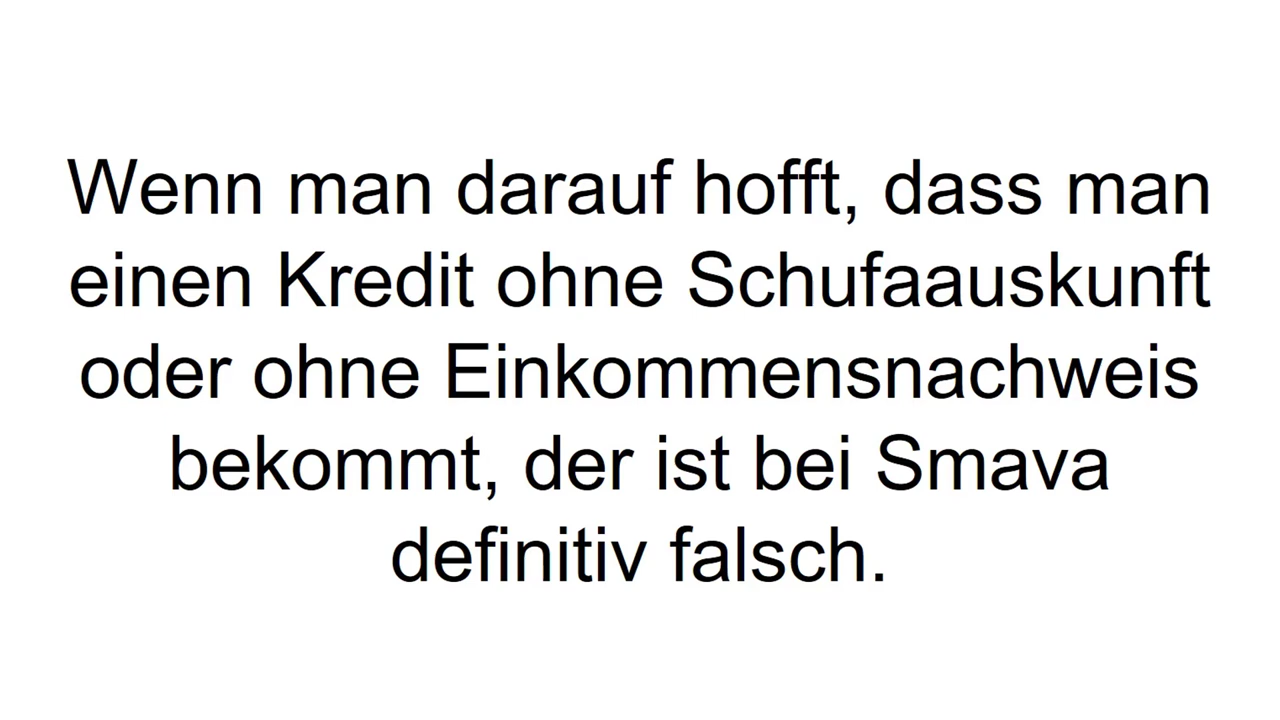 Wenn man darauf hofft, dass man
einen Kredit ohne Schufaauskunft
oder ohne Einkommensnachweis
bekommt, der ist bei Smava
definitiv falsch.